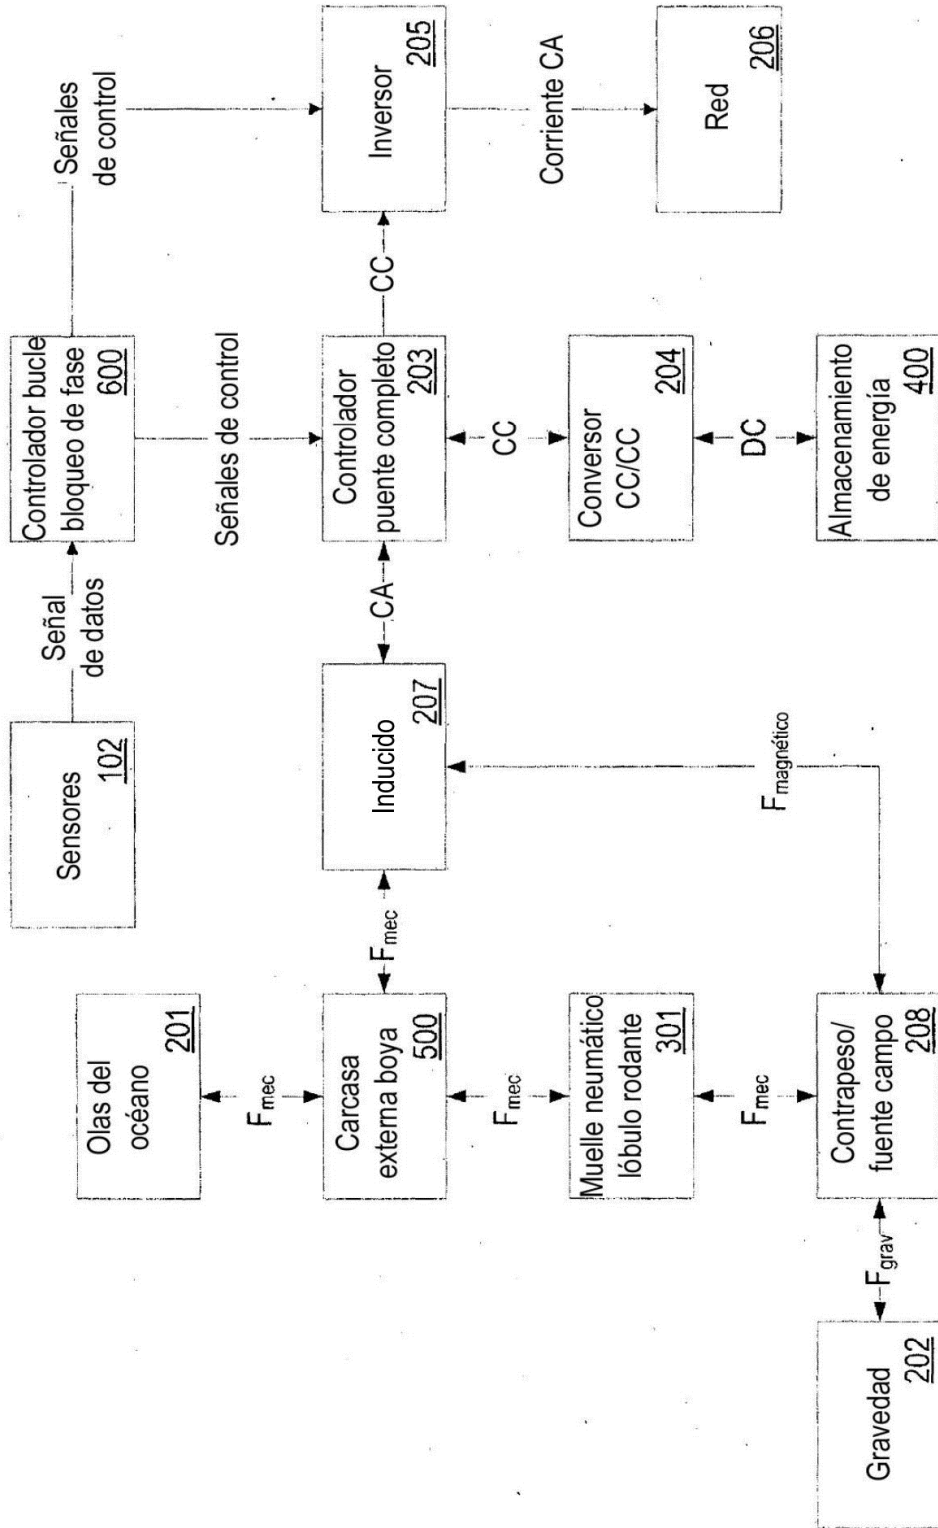 Olas del
océano
201
Sensores
102
Señal
de datos
Controlador bucle
bloqueo de fase
600
Señales
de control
F_mec
Señales de control
Carcasa
externa boya
500
F_mec
Inducido
207
CA
Controlador
puente completo
203
CC
Inversor
205
F_mec
CC
Corriente CA
Muelle neumático
lóbulo rodante
301
Conversor
CC/CC
204
Red
206
F_mec
F_magnético
DC
Gravedad
202
F_grav
Contrapeso/
fuente campo
208
Almacenamiento
de energía
400